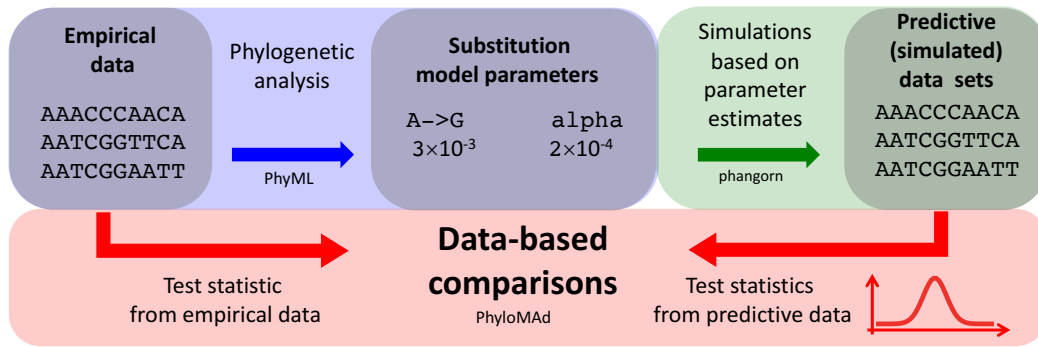 Empirical
data
AAACCCAACA
AATCGGTTCA
AATCGGAATT
Phylogenetic
analysis
PhyML
Substitution
model parameters
A->G alpha
3×10⁻³ 2×10⁻⁴
Simulations
based on
parameter
estimates
phangorn
Predictive
(simulated)
data sets
AAACCCAACA
AATCGGTTCA
AATCGGAATT
Data-based
comparisons
PhyloMAd
Test statistic
from empirical data
Test statistics
from predictive data